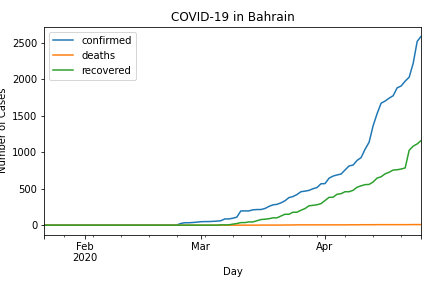 COVID-19 in Bahrain
confirmed
deaths
recovered
2500
2000
1500
1000
500
0
Number of Cases
Feb
2020
Mar
Apr
Day